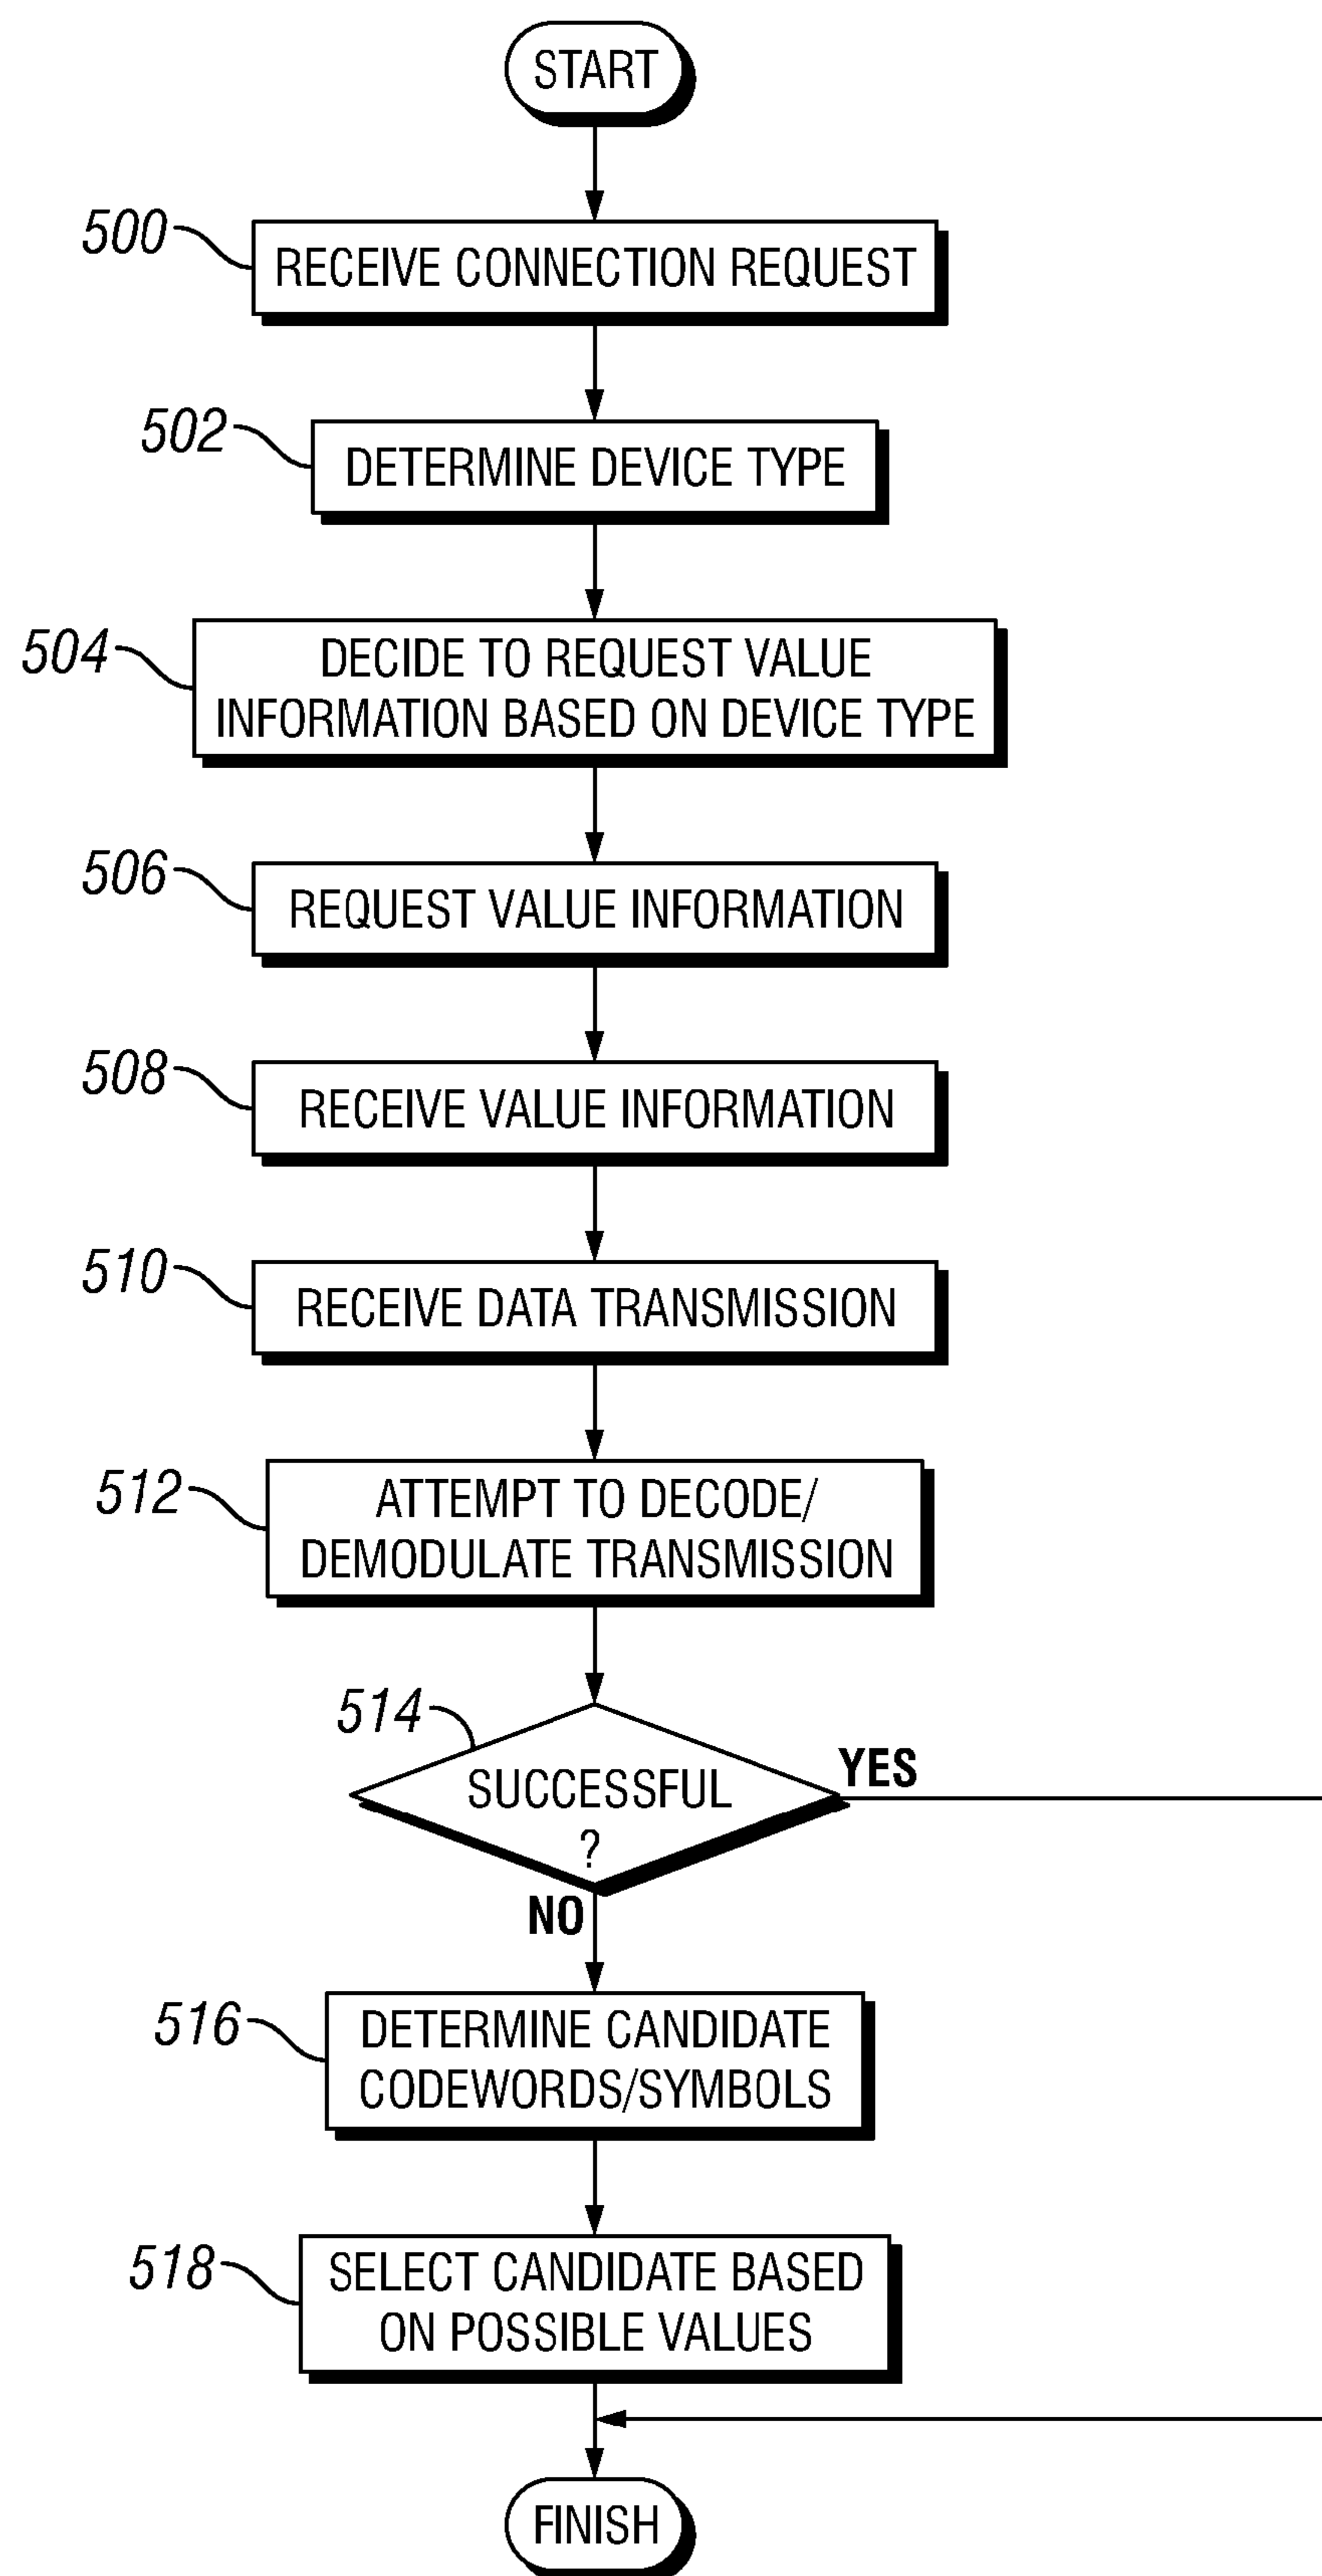 START
500
RECEIVE CONNECTION REQUEST
502
DETERMINE DEVICE TYPE
504
DECIDE TO REQUEST VALUE
INFORMATION BASED ON DEVICE TYPE
506
REQUEST VALUE INFORMATION
508
RECEIVE VALUE INFORMATION
510
RECEIVE DATA TRANSMISSION
512
ATTEMPT TO DECODE/
DEMODULATE TRANSMISSION
514
SUCCESSFUL
?
YES
NO
516
DETERMINE CANDIDATE
CODEWORDS/SYMBOLS
518
SELECT CANDIDATE BASED
ON POSSIBLE VALUES
FINISH